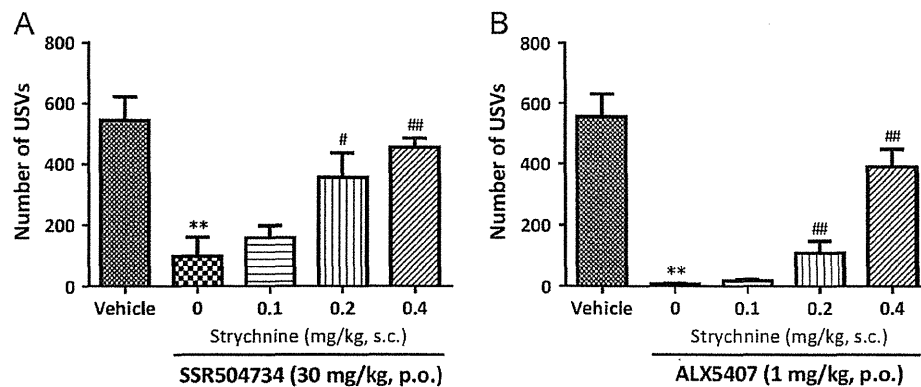 A
Number of USVs
800
600
400
200
0
**
#
##
Vehicle 0 0.1 0.2 0.4
Strychnine (mg/kg, s.c.)
SSR504734 (30 mg/kg, p.o.)
B
Number of USVs
800
600
400
200
0
**
##
##
Vehicle 0 0.1 0.2 0.4
Strychnine (mg/kg, s.c.)
ALX5407 (1 mg/kg, p.o.)